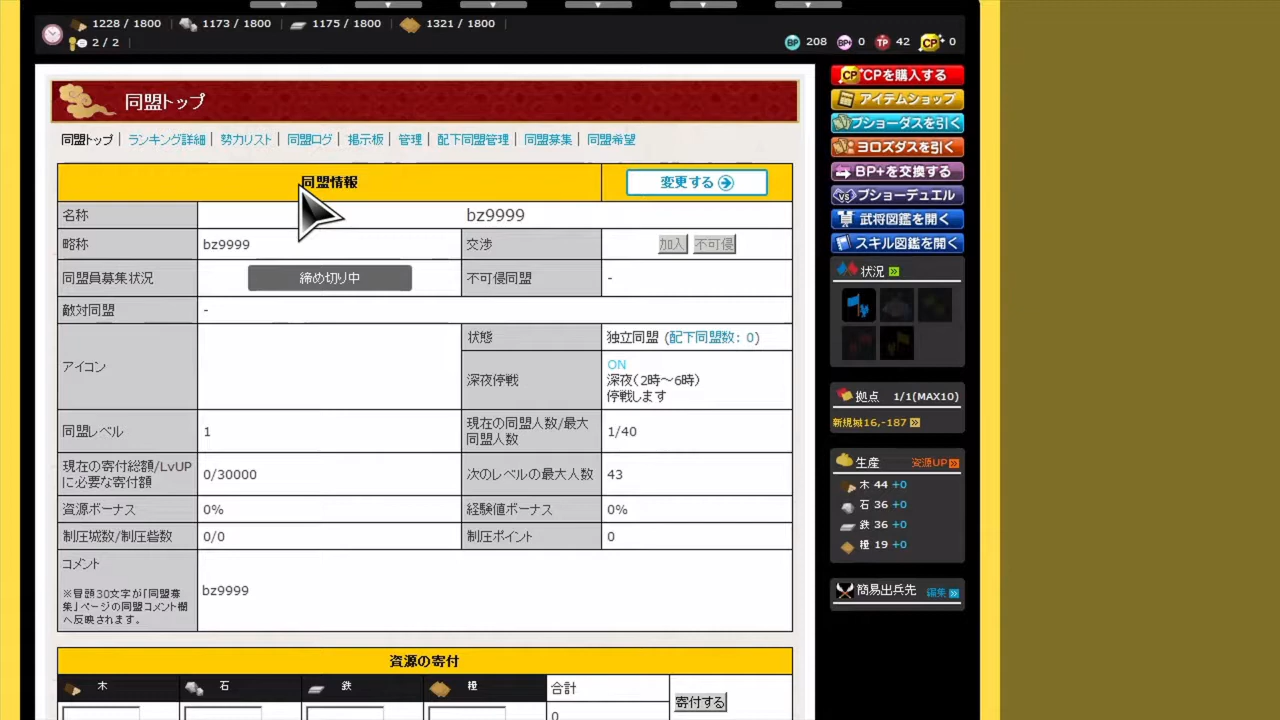 1228 / 1800 | 1173 / 1800 | 1175 / 1800 | 1321 / 1800 |
2 / 2 |
BP 208 BP+ 0 TP 42 CP+ 0
同盟トップ
同盟トップ | ランキング詳細 | 勢力リスト | 同盟ログ | 掲示板 | 管理 | 配下同盟管理 | 同盟募集 | 同盟希望
同盟情報 変更する
名称 bz9999
略称 bz9999 交渉 加入 不可侵
同盟員募集状況 締め切り中 不可侵同盟 -
敵対同盟 -
アイコン
状態 独立同盟 (配下同盟数: 0)
深夜停戦
ON
深夜(2時~6時)
停戦します
同盟レベル 1
現在の同盟人数/最大
同盟人数
1/40
現在の寄付総額/LvUP
に必要な寄付額
0/30000 次のレベルの最大人数 43
資源ボーナス 0% 経験値ボーナス 0%
制圧城数/制圧砦数 0/0 制圧ポイント 0
コメント
※冒頭30文字が「同盟募
集」ページの同盟コメント欄
へ反映されます。
bz9999
資源の寄付
木 石 鉄 糧 合計
0
寄付する
CP+CPを購入する
アイテムショップ
ブショーダスを引く
ヨロズダスを引く
BP+を交換する
VS ブショーデュエル
武将図鑑を開く
スキル図鑑を開く
状況
拠点 1/1(MAX10)
新規城16,-187
生産 資源UP
木 44 +0
石 36 +0
鉄 36 +0
糧 19 +0
簡易出兵先 編集